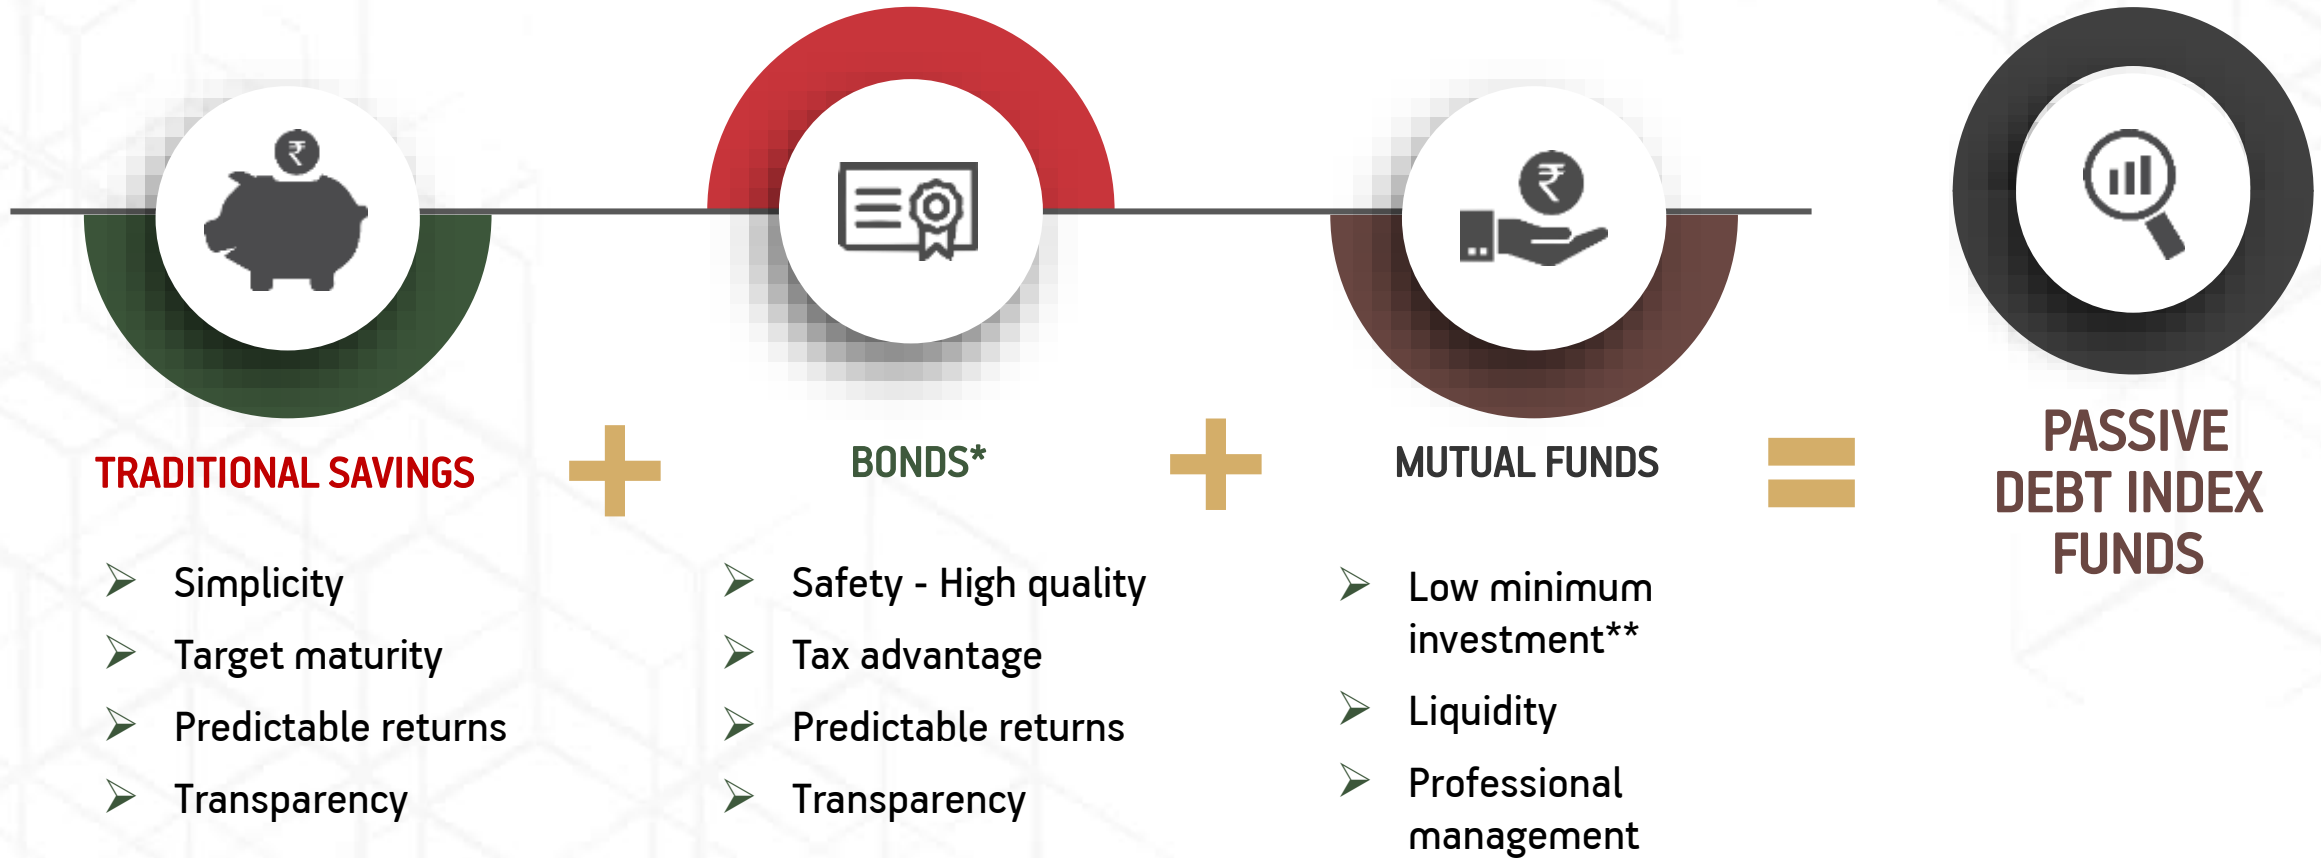 ₹
₹
TRADITIONAL SAVINGS
Simplicity
Target maturity
Predictable returns
Transparency
+
BONDS*
Safety - High quality
Tax advantage
Predictable returns
Transparency
+
MUTUAL FUNDS
Low minimum
investment**
Liquidity
Professional
management
=
PASSIVE
DEBT INDEX
FUNDS